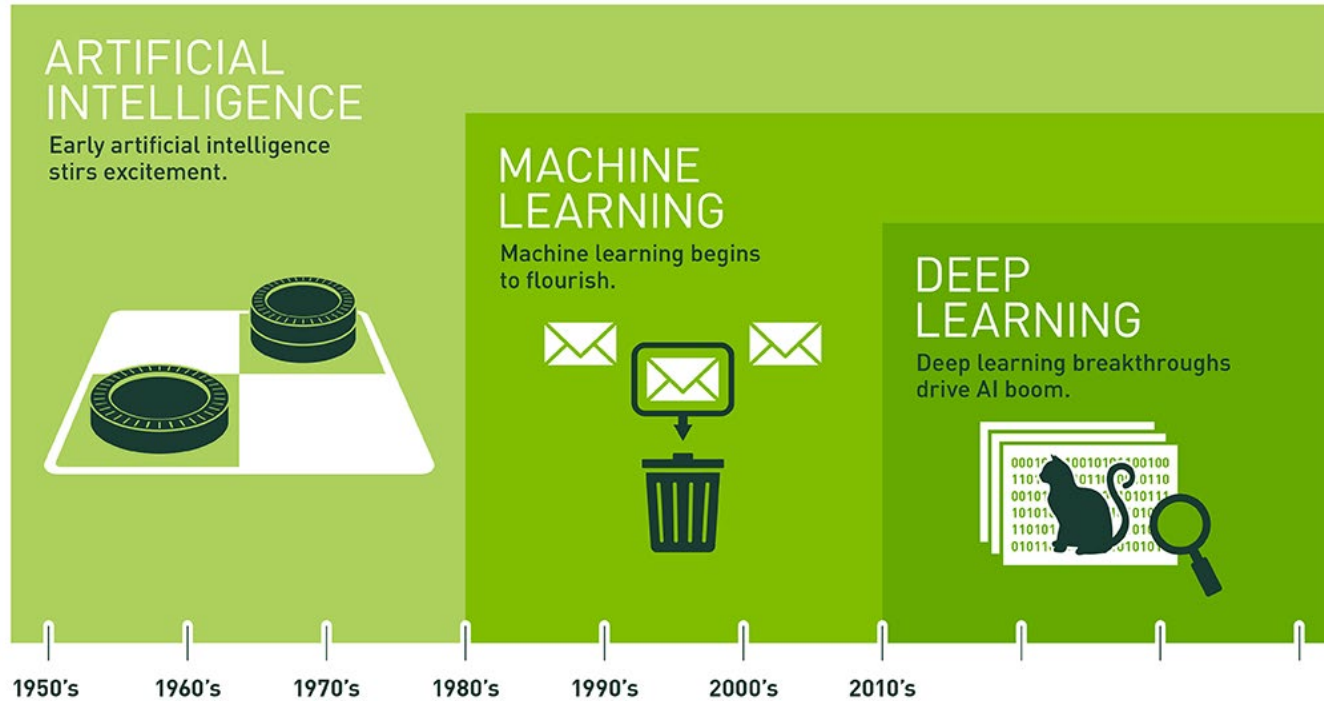 ARTIFICIAL
INTELLIGENCE
Early artificial intelligence
stirs excitement.
MACHINE
LEARNING
Machine learning begins
to flourish.
DEEP
LEARNING
Deep learning breakthroughs
drive AI boom.
1950's
1960's
1970's
1980's
1990's
2000's
2010's